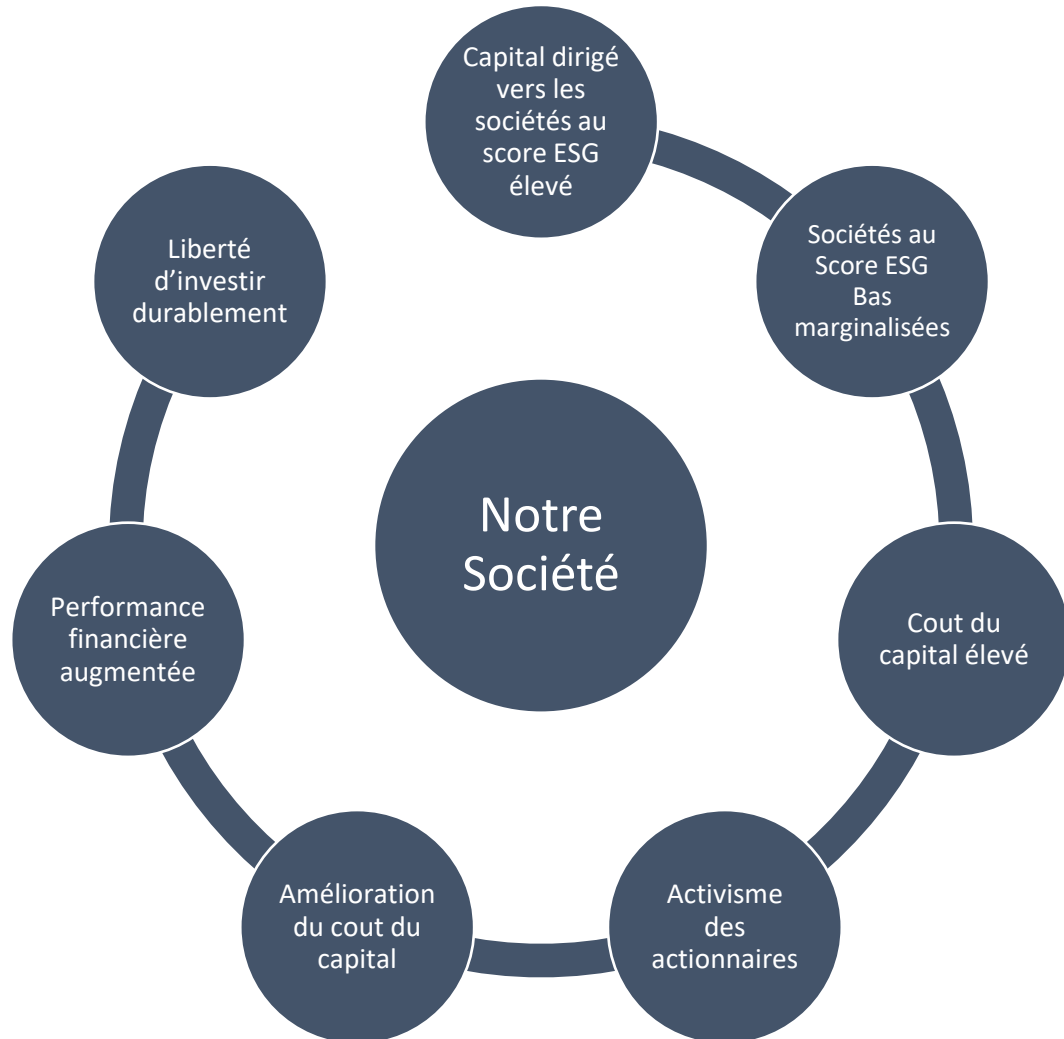 Capital dirigé
vers les
sociétés au
score ESG
élevé
Sociétés au
Score ESG
Bas
marginalisées
Cout du
capital élevé
Activisme
des
actionnaires
Amélioration
du cout du
capital
Performance
financière
augmentée
Liberté
d’investir
durablement
Notre
Société